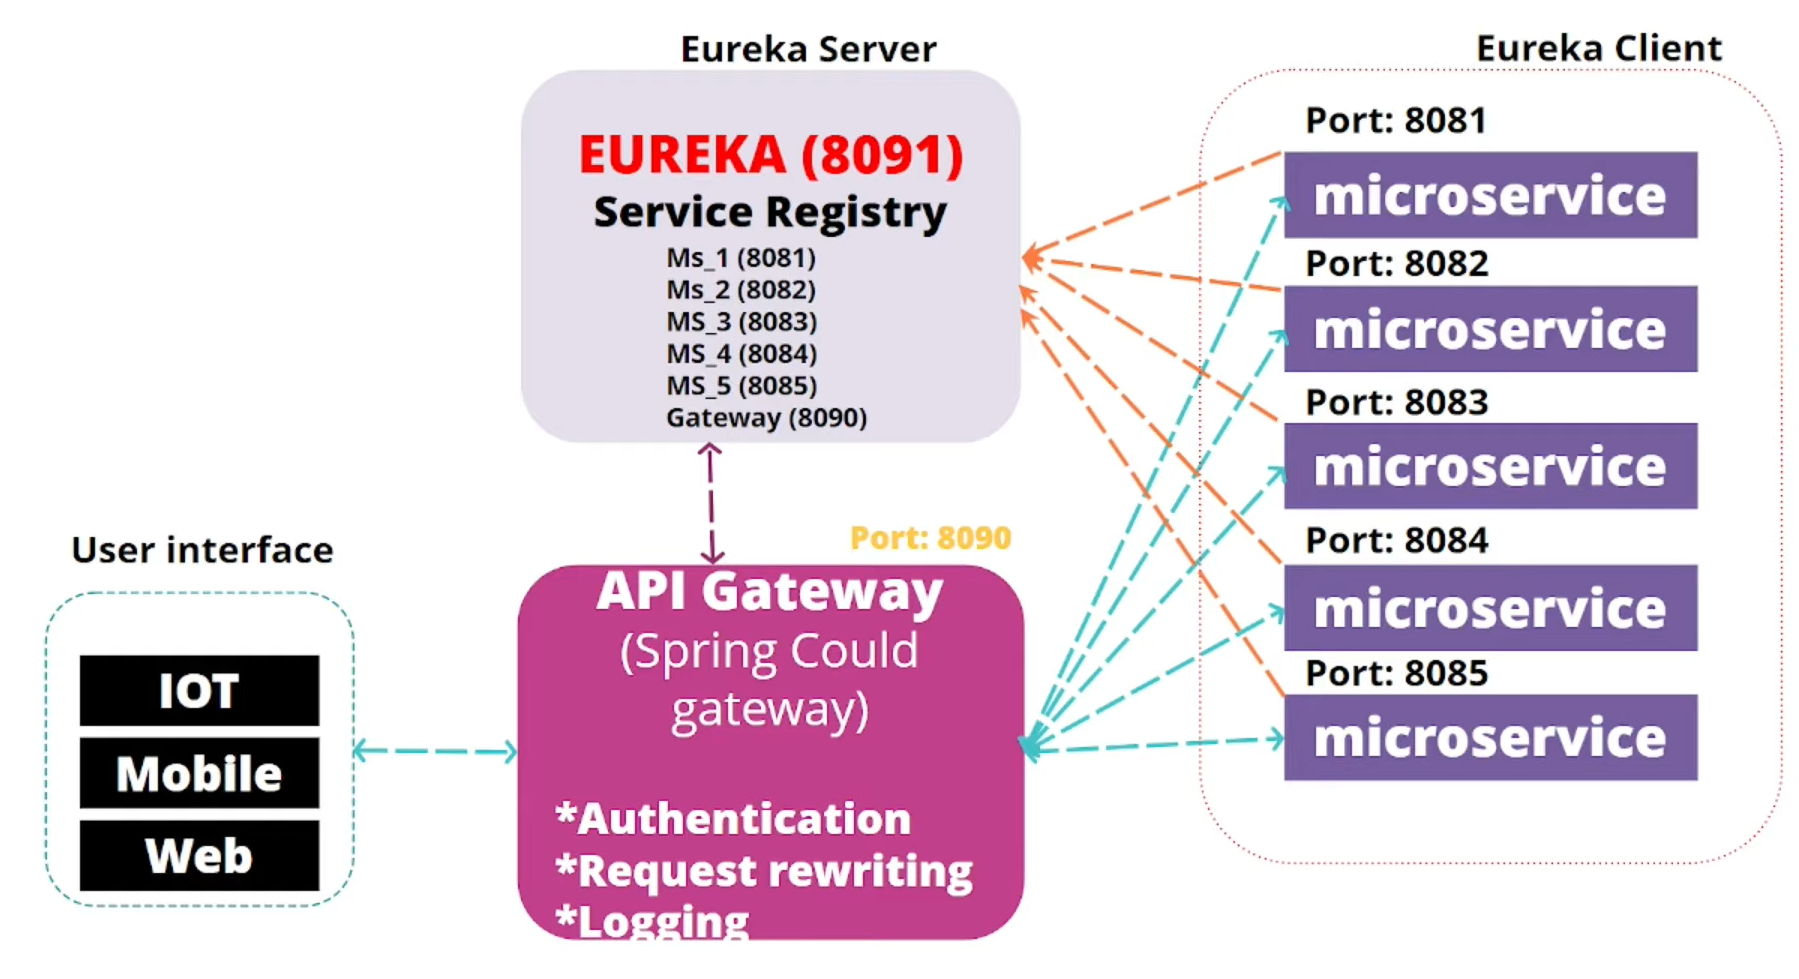 Eureka Server
EUREKA (8091)
Service Registry
Ms_1 (8081)
Ms_2 (8082)
MS_3 (8083)
MS_4 (8084)
MS_5 (8085)
Gateway (8090)
Eureka Client
Port: 8081
microservice
Port: 8082
microservice
Port: 8083
microservice
Port: 8084
microservice
Port: 8085
microservice
User interface
IOT
Mobile
Web
Port: 8090
API Gateway
(Spring Could
gateway)
*Authentication
*Request rewriting
*Logging